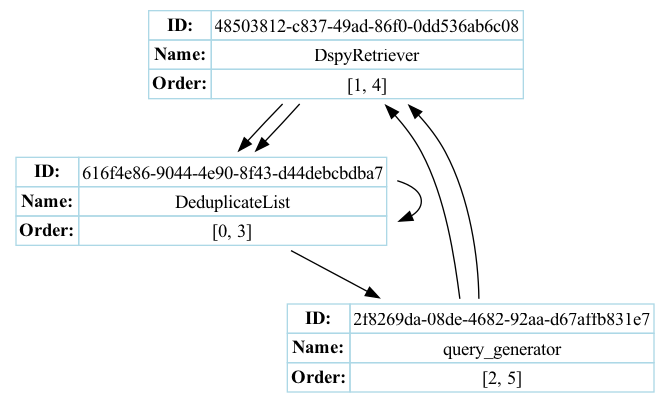 ID: 48503812-c837-49ad-86f0-0dd536ab6c08
Name: DspyRetriever
Order: [1, 4]
ID: 616f4e86-9044-4e90-8f43-d44debcbdba7
Name: DeduplicateList
Order: [0, 3]
ID: 2f8269da-08de-4682-92aa-d67affb831e7
Name: query_generator
Order: [2, 5]